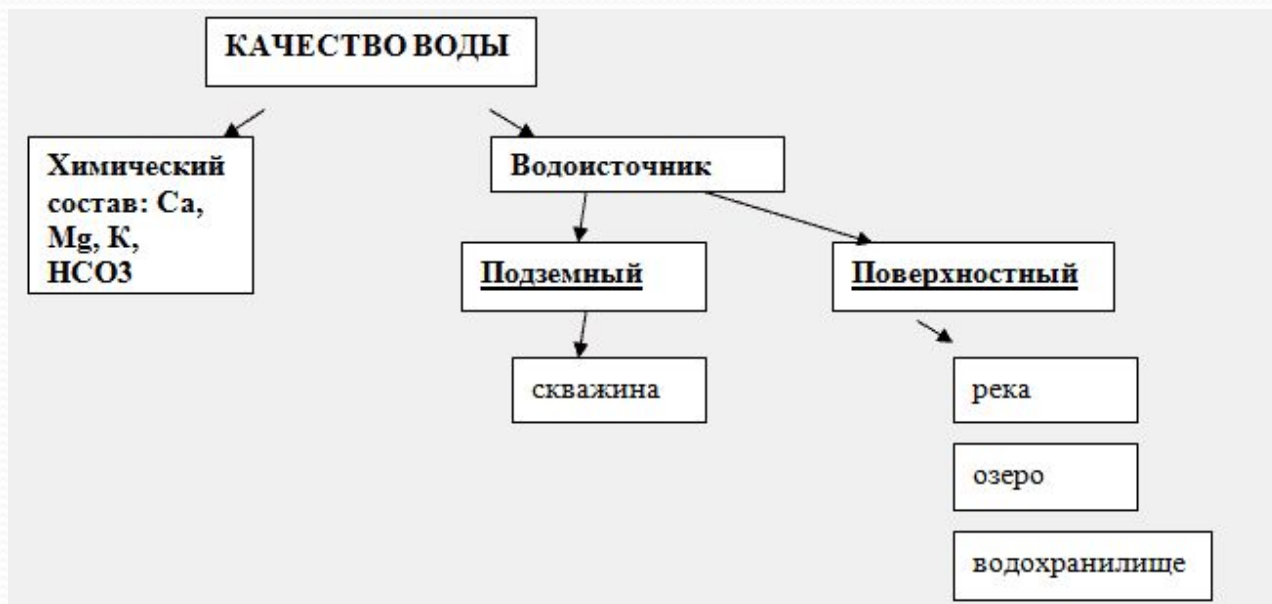 КАЧЕСТВО ВОДЫ
Химический
состав: Са,
Mg, К,
НСО3
Водоисточник
Подземный
Поверхностный
скважина
река
озеро
водохранилище